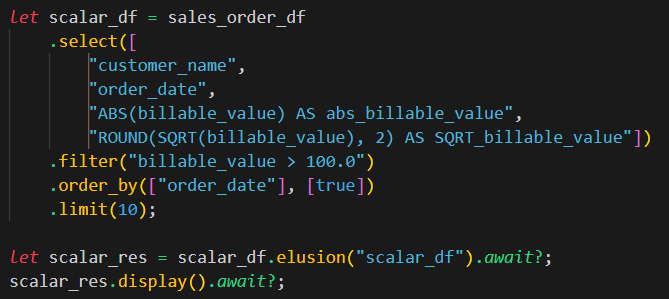 let scalar_df = sales_order_df
    .select([
        "customer_name",
        "order_date",
        "ABS(billable_value) AS abs_billable_value",
        "ROUND(SQRT(billable_value), 2) AS SQRT_billable_value"])
    .filter("billable_value > 100.0")
    .order_by(["order_date"], [true])
    .limit(10);

let scalar_res = scalar_df.elusion("scalar_df").await?;
scalar_res.display().await?;